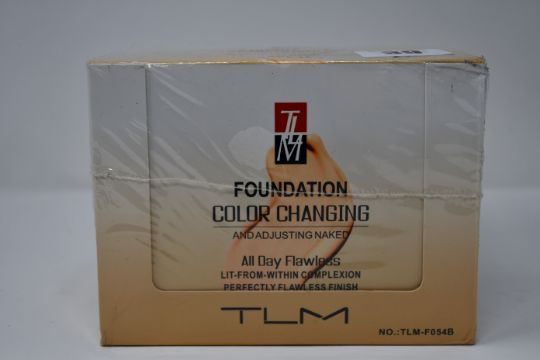 TLM
FOUNDATION
COLOR CHANGING
AND ADJUSTING NAKED
All Day Flawless
LIT-FROM-WITHIN COMPLEXION
PERFECTLY FLAWLESS FINISH
TLM
NO.:TLM-F054B